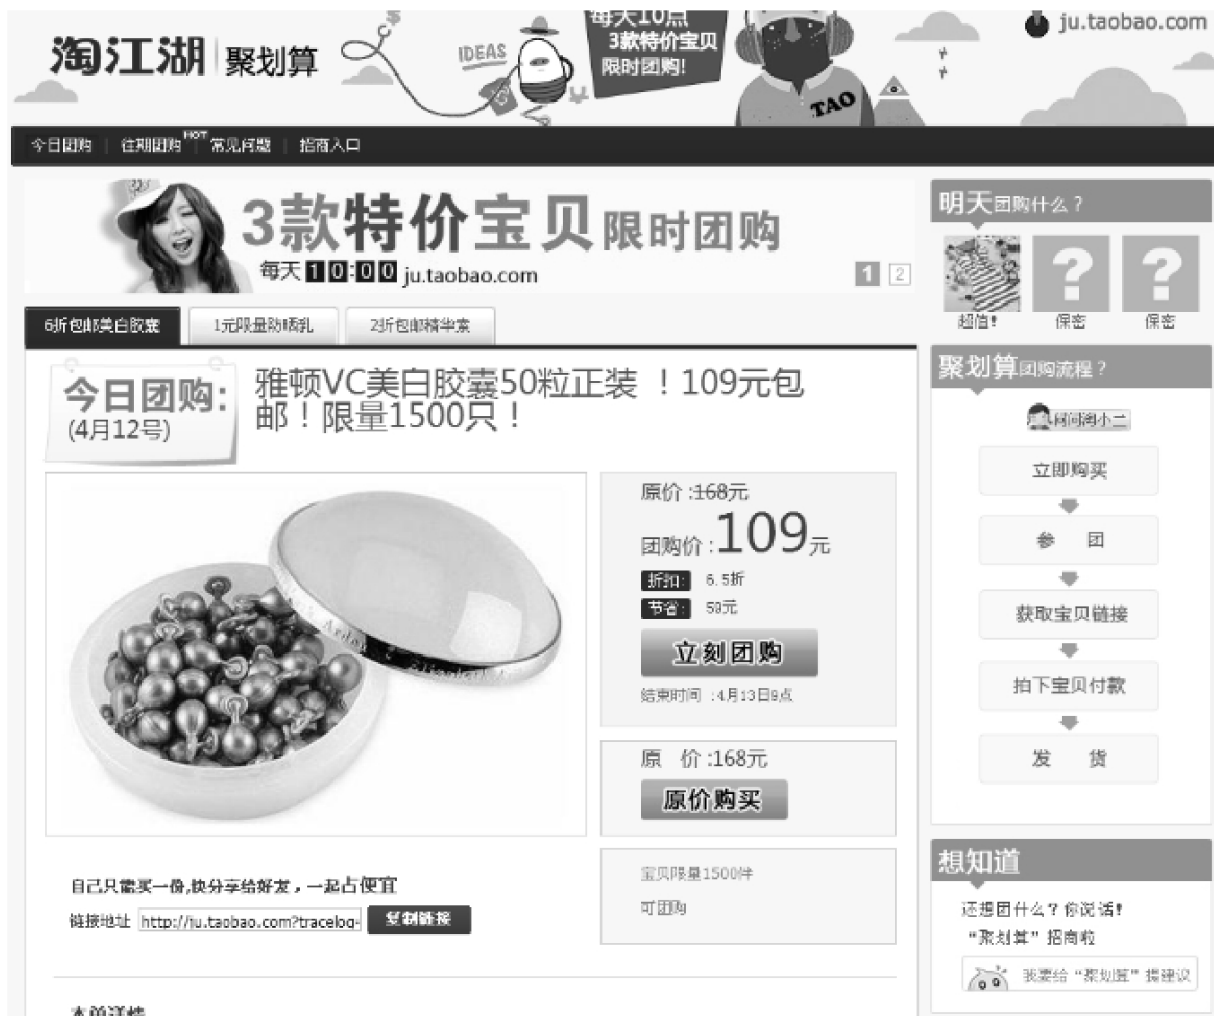 每天10点
3款特价宝贝
限时团购!
IDEAS
TAO
ju.taobao.com
淘江湖 聚划算
今日团购 往期团购 HOT 常见问题 招商入口
3款特价宝贝限时团购
每天10:00 ju.taobao.com
1 2
6折包邮美白胶囊 1元限量防晒乳 2折包邮精华素
今日团购:
(4月12号)
雅顿VC美白胶囊50粒正装 ！109元包
邮！限量1500只！
原价:168元
团购价:109元
折扣: 6.5折
节省: 59元
立刻团购
结束时间 :4月13日9点
原 价:168元
原价购买
宝贝限量1500件
可团购
自己只能买一份,快分享给好友，一起占便宜
链接地址 http://ju.taobao.com?tracelog= 复制链接
本单详情
明天团购什么？
超值! 保密 保密
聚划算团购流程？
问问淘小二
立即购买
参 团
获取宝贝链接
拍下宝贝付款
发 货
想知道
还想团什么？你说话!
“聚划算”招商啦
我要给“聚划算”提建议